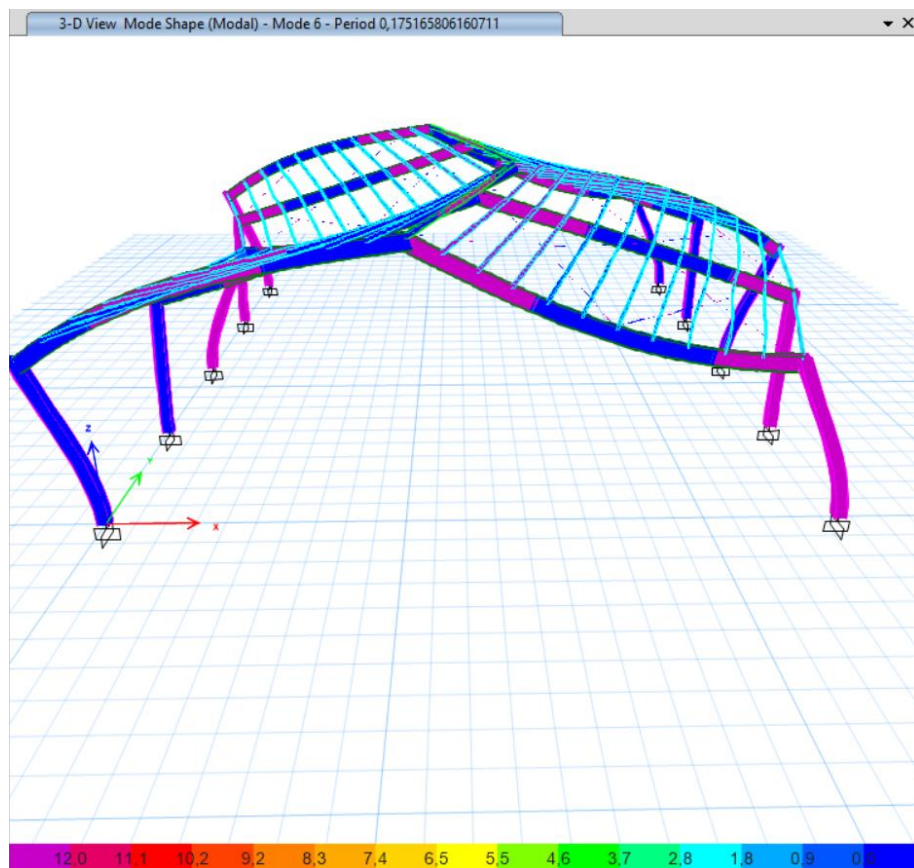 3-D View Mode Shape (Modal) - Mode 6 - Period 0,175165806160711
Z
Y
X
12,0 11,1 10,2 9,2 8,3 7,4 6,5 5,5 4,6 3,7 2,8 1,8 0,9